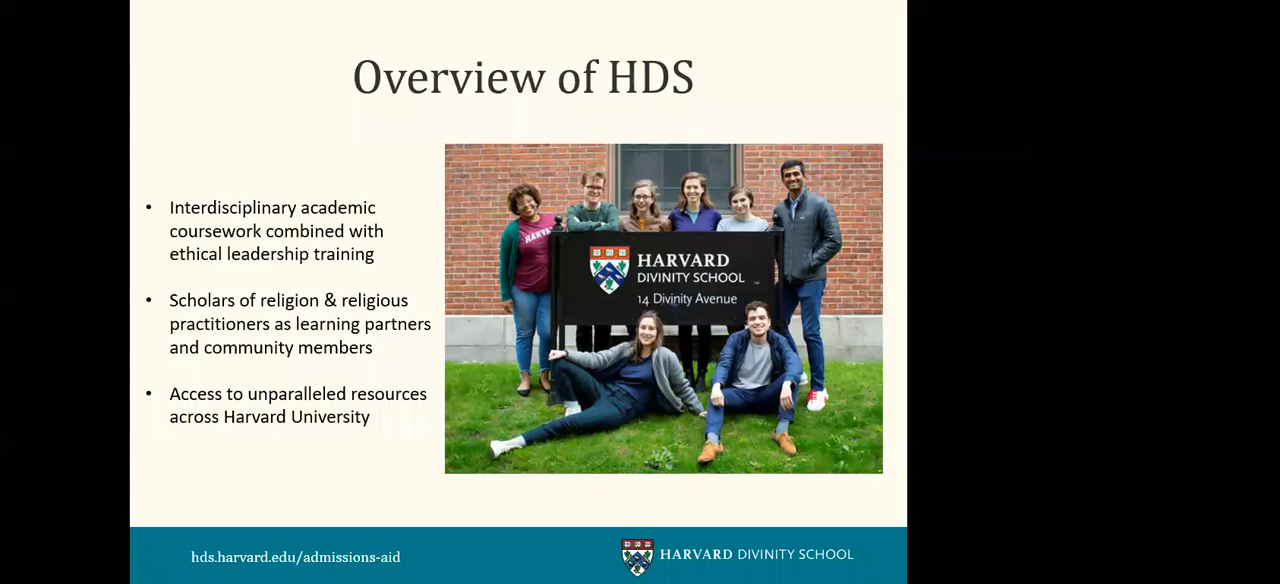 Overview of HDS
• Interdisciplinary academic
coursework combined with
ethical leadership training
• Scholars of religion & religious
practitioners as learning partners
and community members
• Access to unparalleled resources
across Harvard University
HARV
HARVARD
DIVINITY SCHOOL
14 Divinity Avenue
hds.harvard.edu/admissions-aid
HARVARD DIVINITY SCHOOL